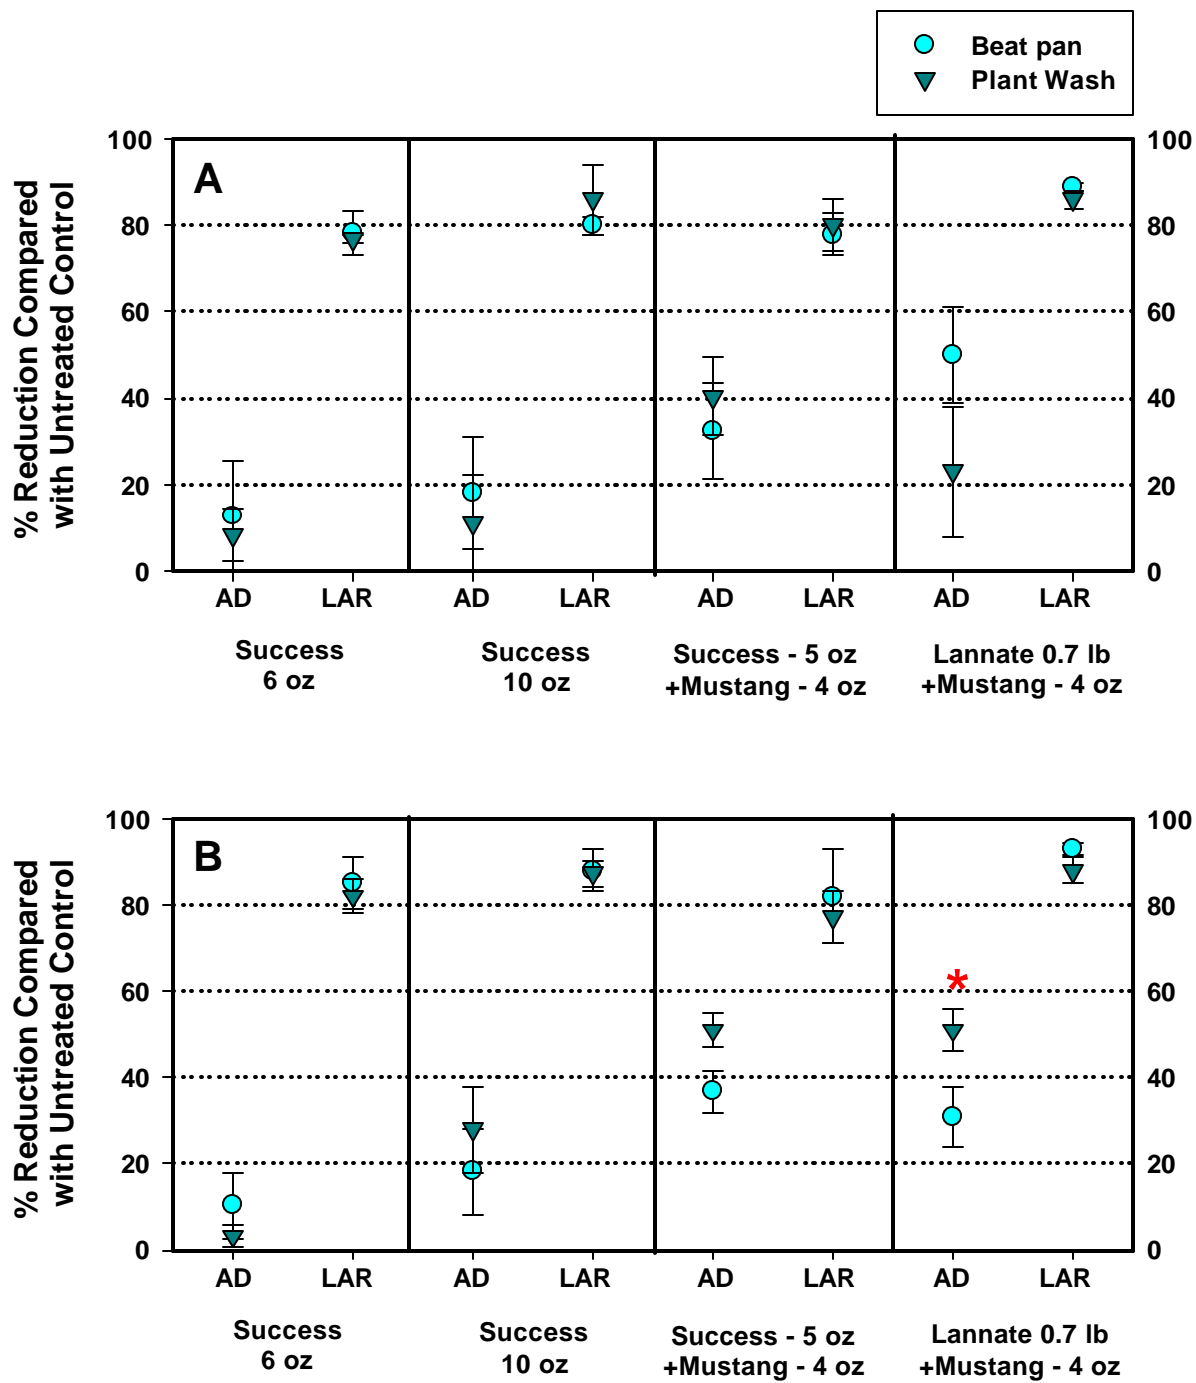 Beat pan
Plant Wash
% Reduction Compared
with Untreated Control
A
100
80
60
40
20
0
100
80
60
40
20
0
AD LAR AD LAR AD LAR AD LAR
Success
6 oz
Success
10 oz
Success - 5 oz
+Mustang - 4 oz
Lannate 0.7 lb
+Mustang - 4 oz
% Reduction Compared
with Untreated Control
B
100
80
60
40
20
0
*
100
80
60
40
20
0
AD LAR AD LAR AD LAR AD LAR
Success
6 oz
Success
10 oz
Success - 5 oz
+Mustang - 4 oz
Lannate 0.7 lb
+Mustang - 4 oz